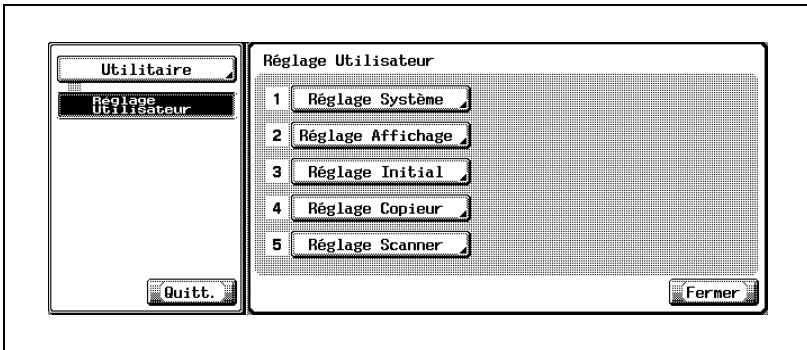 Utilitaire
Réglage
Utilisateur
Quitt.
Réglage Utilisateur
1 Réglage Système
2 Réglage Affichage
3 Réglage Initial
4 Réglage Copieur
5 Réglage Scanner
Fermer